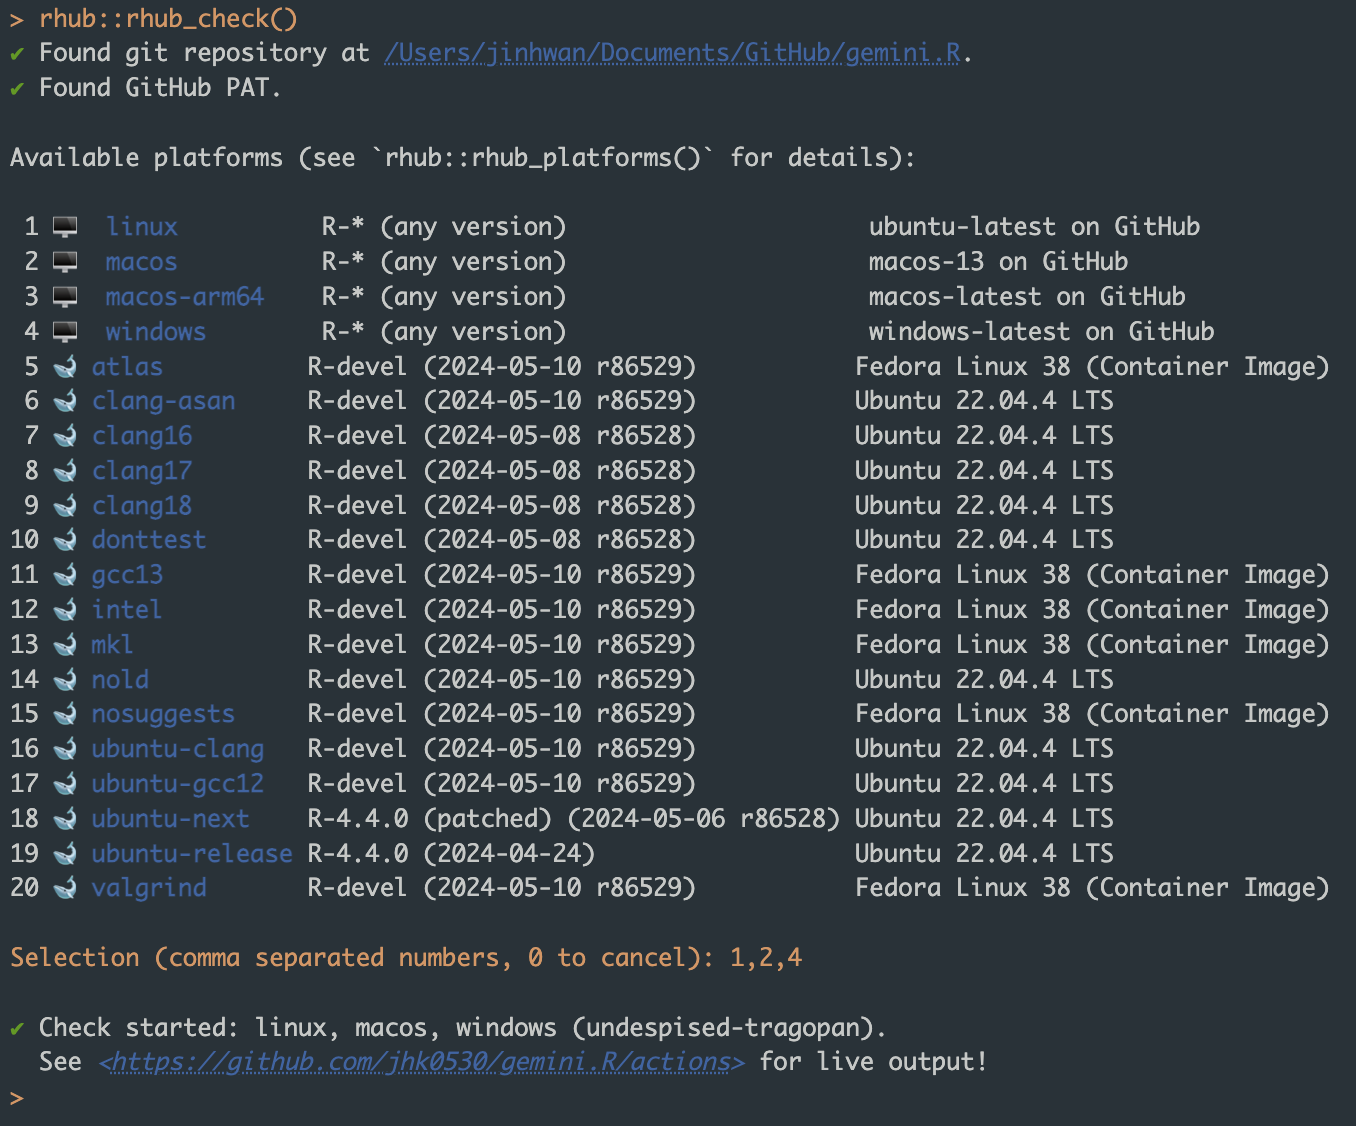 > rhub::rhub_check()
✔ Found git repository at /Users/jinhwan/Documents/GitHub/gemini.R.
✔ Found GitHub PAT.
Available platforms (see `rhub::rhub_platforms()` for details):
1 🖥 linux R-* (any version) ubuntu-latest on GitHub
2 🖥 macos R-* (any version) macos-13 on GitHub
3 🖥 macos-arm64 R-* (any version) macos-latest on GitHub
4 🖥 windows R-* (any version) windows-latest on GitHub
5 🐋 atlas R-devel (2024-05-10 r86529) Fedora Linux 38 (Container Image)
6 🐋 clang-asan R-devel (2024-05-10 r86529) Ubuntu 22.04.4 LTS
7 🐋 clang16 R-devel (2024-05-08 r86528) Ubuntu 22.04.4 LTS
8 🐋 clang17 R-devel (2024-05-08 r86528) Ubuntu 22.04.4 LTS
9 🐋 clang18 R-devel (2024-05-08 r86528) Ubuntu 22.04.4 LTS
10 🐋 donttest R-devel (2024-05-08 r86528) Ubuntu 22.04.4 LTS
11 🐋 gcc13 R-devel (2024-05-10 r86529) Fedora Linux 38 (Container Image)
12 🐋 intel R-devel (2024-05-10 r86529) Fedora Linux 38 (Container Image)
13 🐋 mkl R-devel (2024-05-10 r86529) Fedora Linux 38 (Container Image)
14 🐋 nold R-devel (2024-05-10 r86529) Ubuntu 22.04.4 LTS
15 🐋 nosuggests R-devel (2024-05-10 r86529) Fedora Linux 38 (Container Image)
16 🐋 ubuntu-clang R-devel (2024-05-10 r86529) Ubuntu 22.04.4 LTS
17 🐋 ubuntu-gcc12 R-devel (2024-05-10 r86529) Ubuntu 22.04.4 LTS
18 🐋 ubuntu-next R-4.4.0 (patched) (2024-05-06 r86528) Ubuntu 22.04.4 LTS
19 🐋 ubuntu-release R-4.4.0 (2024-04-24) Ubuntu 22.04.4 LTS
20 🐋 valgrind R-devel (2024-05-10 r86529) Fedora Linux 38 (Container Image)
Selection (comma separated numbers, 0 to cancel): 1,2,4
✔ Check started: linux, macos, windows (undespised-tragopan).
See <https://github.com/jhk0530/gemini.R/actions> for live output!
>